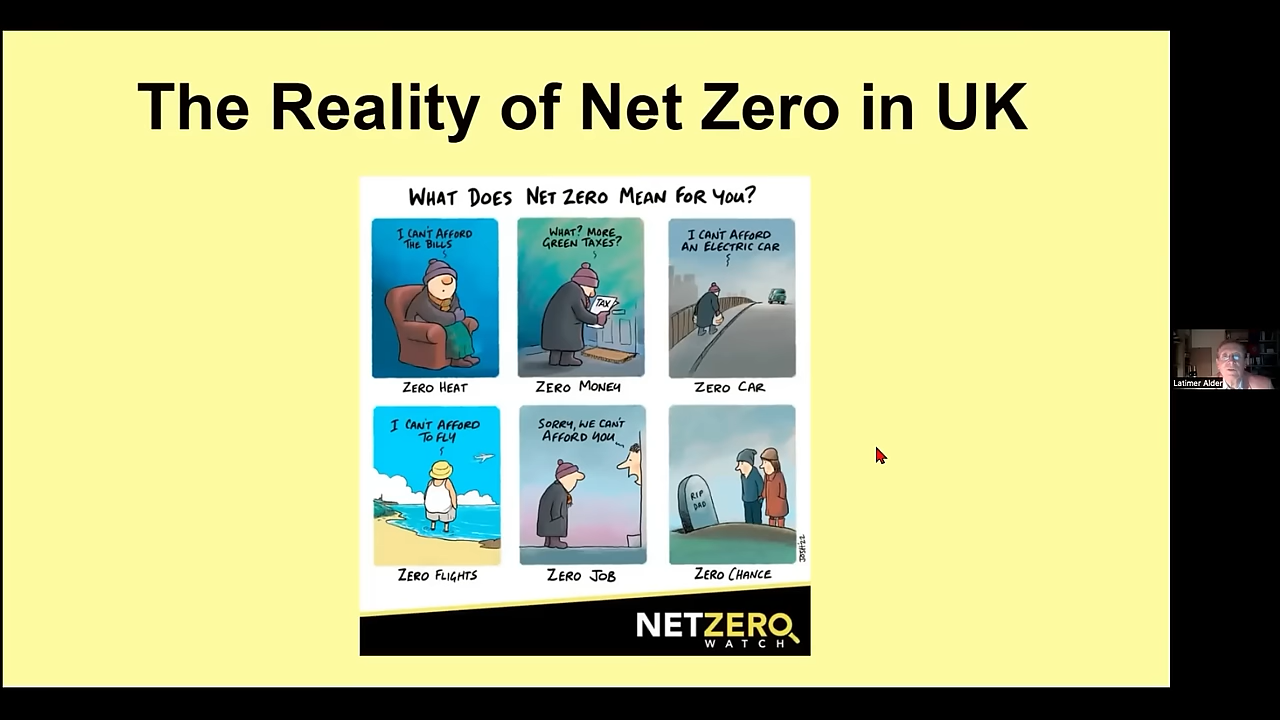 The Reality of Net Zero in UK
WHAT DOES NET ZERO MEAN FOR YOU?
I CAN'T AFFORD
THE BILLS
ZERO HEAT
WHAT? MORE
GREEN TAXES?
TAX
ZERO MONEY
I CAN'T AFFORD
AN ELECTRIC CAR
ZERO CAR
I CAN'T AFFORD
TO FLY
ZERO FLIGHTS
SORRY, WE CAN'T
AFFORD YOU
ZERO JOB
RIP
DAD
JOSH '22
ZERO CHANCE
NETZERO
WATCH
Latimer Alder